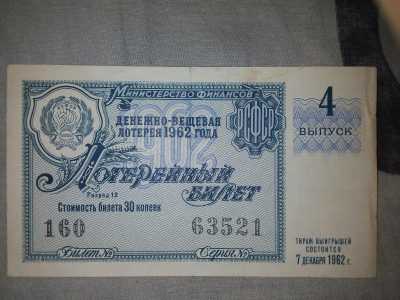 Министерство Финансов
РСФСР
ДЕНЕЖНО-ВЕЩЕВАЯ
ЛОТЕРЕЯ 1962 ГОДА
1962
4
ВЫПУСК
Лотерейный
БИЛЕТ
Разряд 12
Стоимость билета 30 копеек
160 63521
Билет № Серия №
ТИРАЖ ВЫИГРЫШЕЙ
СОСТОИТСЯ
7 ДЕКАБРЯ 1962 г.